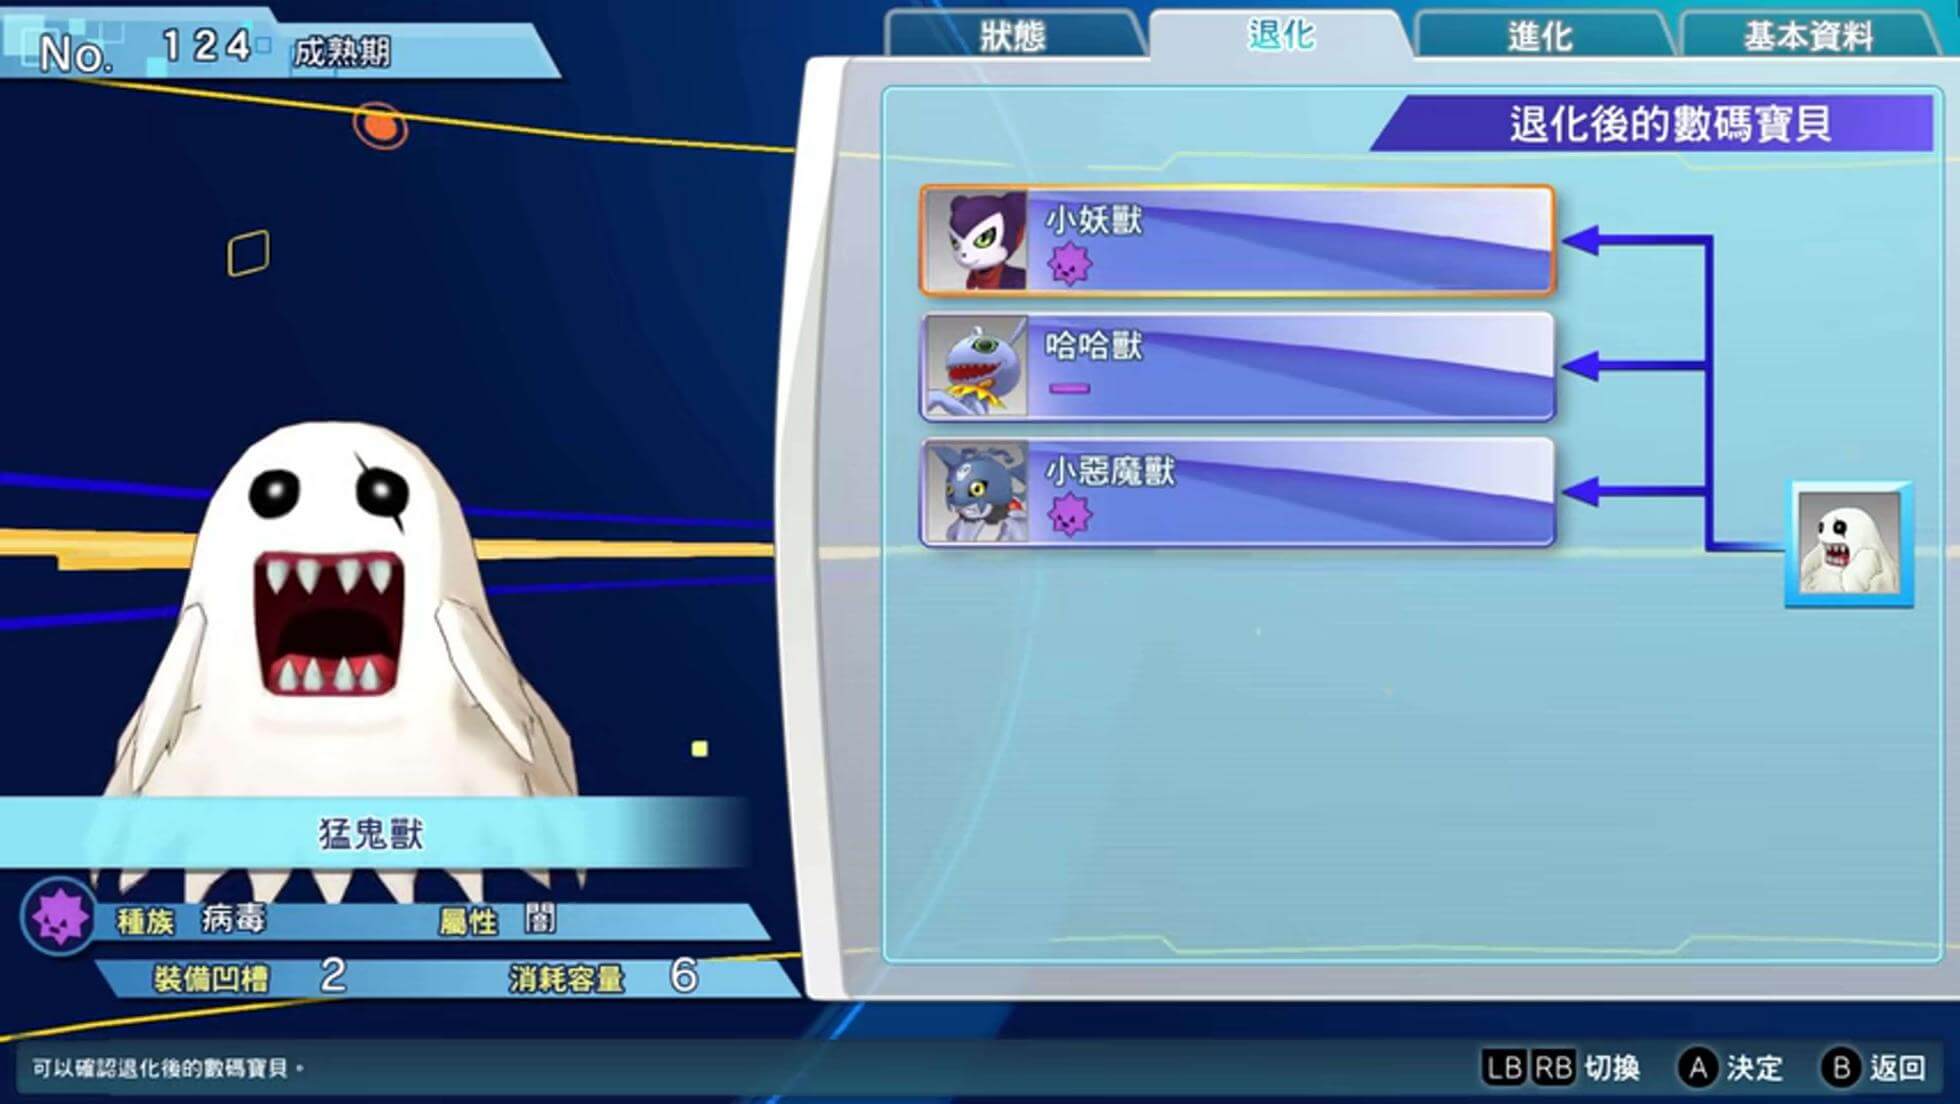 No. 124 成熟期
狀態 退化 進化 基本資料
退化後的數碼寶貝
小妖獸
哈哈獸
小惡魔獸
猛鬼獸
種族 病毒 屬性 闇
裝備凹槽 2 消耗容量 6
可以確認退化後的數碼寶貝。
LB RB 切換 A 決定 B 返回